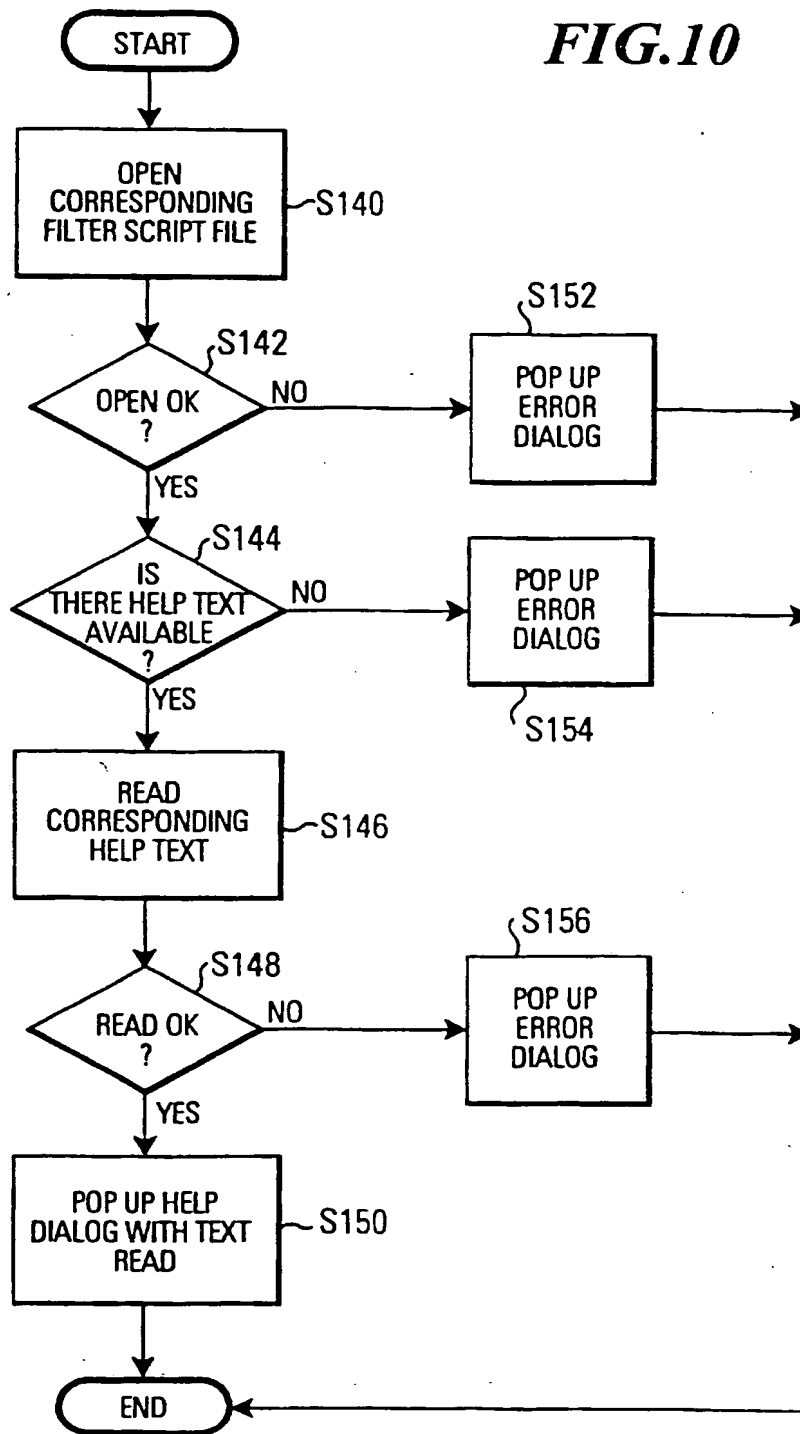 START
FIG.10
OPEN
CORRESPONDING
FILTER SCRIPT FILE
S140
S142
OPEN OK
?
NO
YES
S152
POP UP
ERROR
DIALOG
S144
IS
THERE HELP TEXT
AVAILABLE
?
NO
YES
POP UP
ERROR
DIALOG
S154
READ
CORRESPONDING
HELP TEXT
S146
S148
READ OK
?
NO
YES
S156
POP UP
ERROR
DIALOG
POP UP HELP
DIALOG WITH TEXT
READ
S150
END